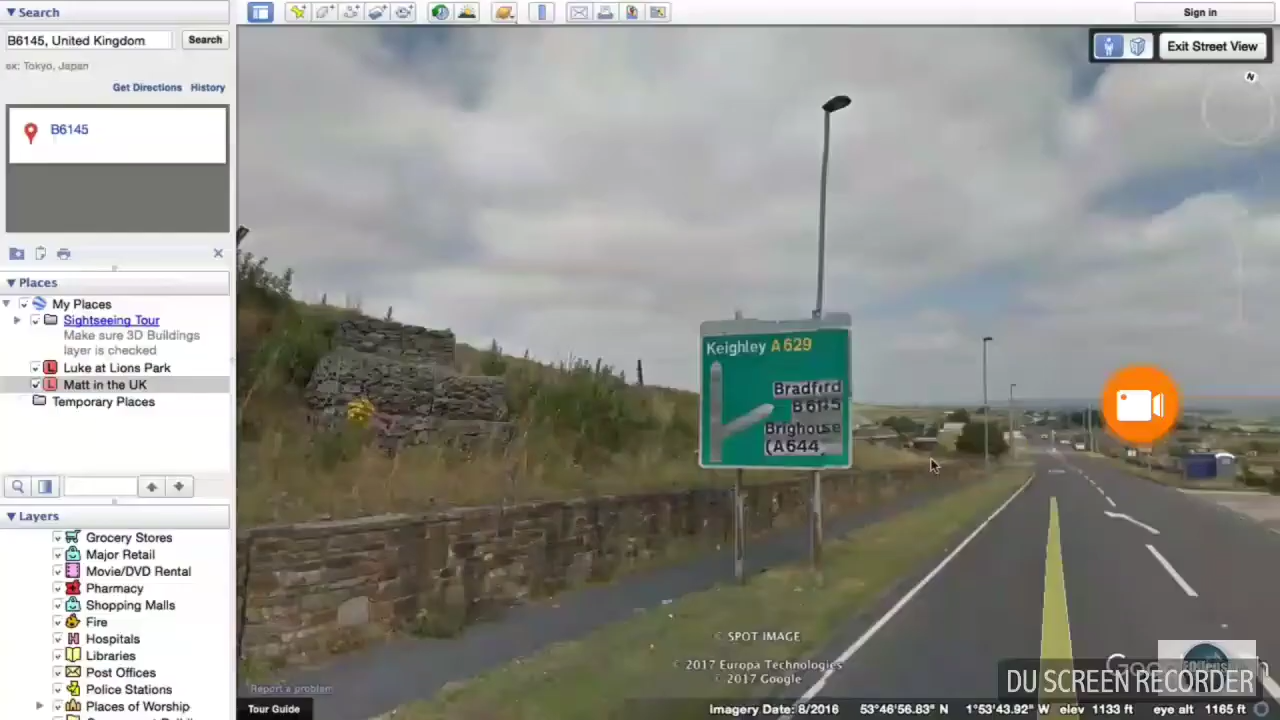 Search
Sign in
B6145, United Kingdom
Search
ex: Tokyo, Japan
Get Directions
History
B6145
Exit Street View
N
Places
My Places
Sightseeing Tour
Make sure 3D Buildings
layer is checked
Luke at Lions Park
Matt in the UK
Temporary Places
Layers
Grocery Stores
Major Retail
Movie/DVD Rental
Pharmacy
Shopping Malls
Fire
Hospitals
Libraries
Post Offices
Police Stations
Places of Worship
Keighley A 629
Bradford
B 6145
Brighouse
(A644
© SPOT IMAGE
© 2017 Europa Technologies
© 2017 Google
Report a problem
DU SCREEN RECORDER
Tour Guide
Imagery Date: 8/2016 53°46'56.83" N 1°53'43.92" W elev 1133 ft eye alt 1165 ft